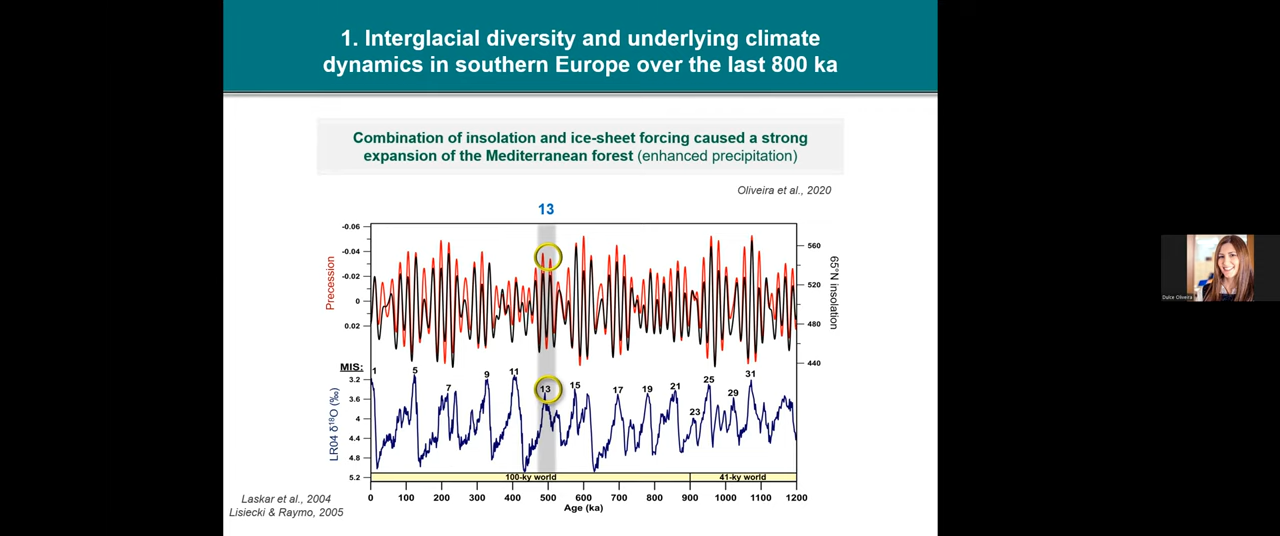 1. Interglacial diversity and underlying climate
dynamics in southern Europe over the last 800 ka
Combination of insolation and ice-sheet forcing caused a strong
expansion of the Mediterranean forest (enhanced precipitation)
Oliveira et al., 2020
13
-0.06
-0.04
-0.02
0
0.02
Precession
560
520
480
440
65°N insolation
MIS:
1
5
7
9
11
13
15
17
19
21
23
25
29
31
3.2
3.6
4
4.4
4.8
5.2
LR04 δ18O (‰)
100-ky world
41-ky world
0
100
200
300
400
500
600
700
800
900
1000
1100
1200
Age (ka)
Laskar et al., 2004
Lisiecki & Raymo, 2005
Dulce Oliveira